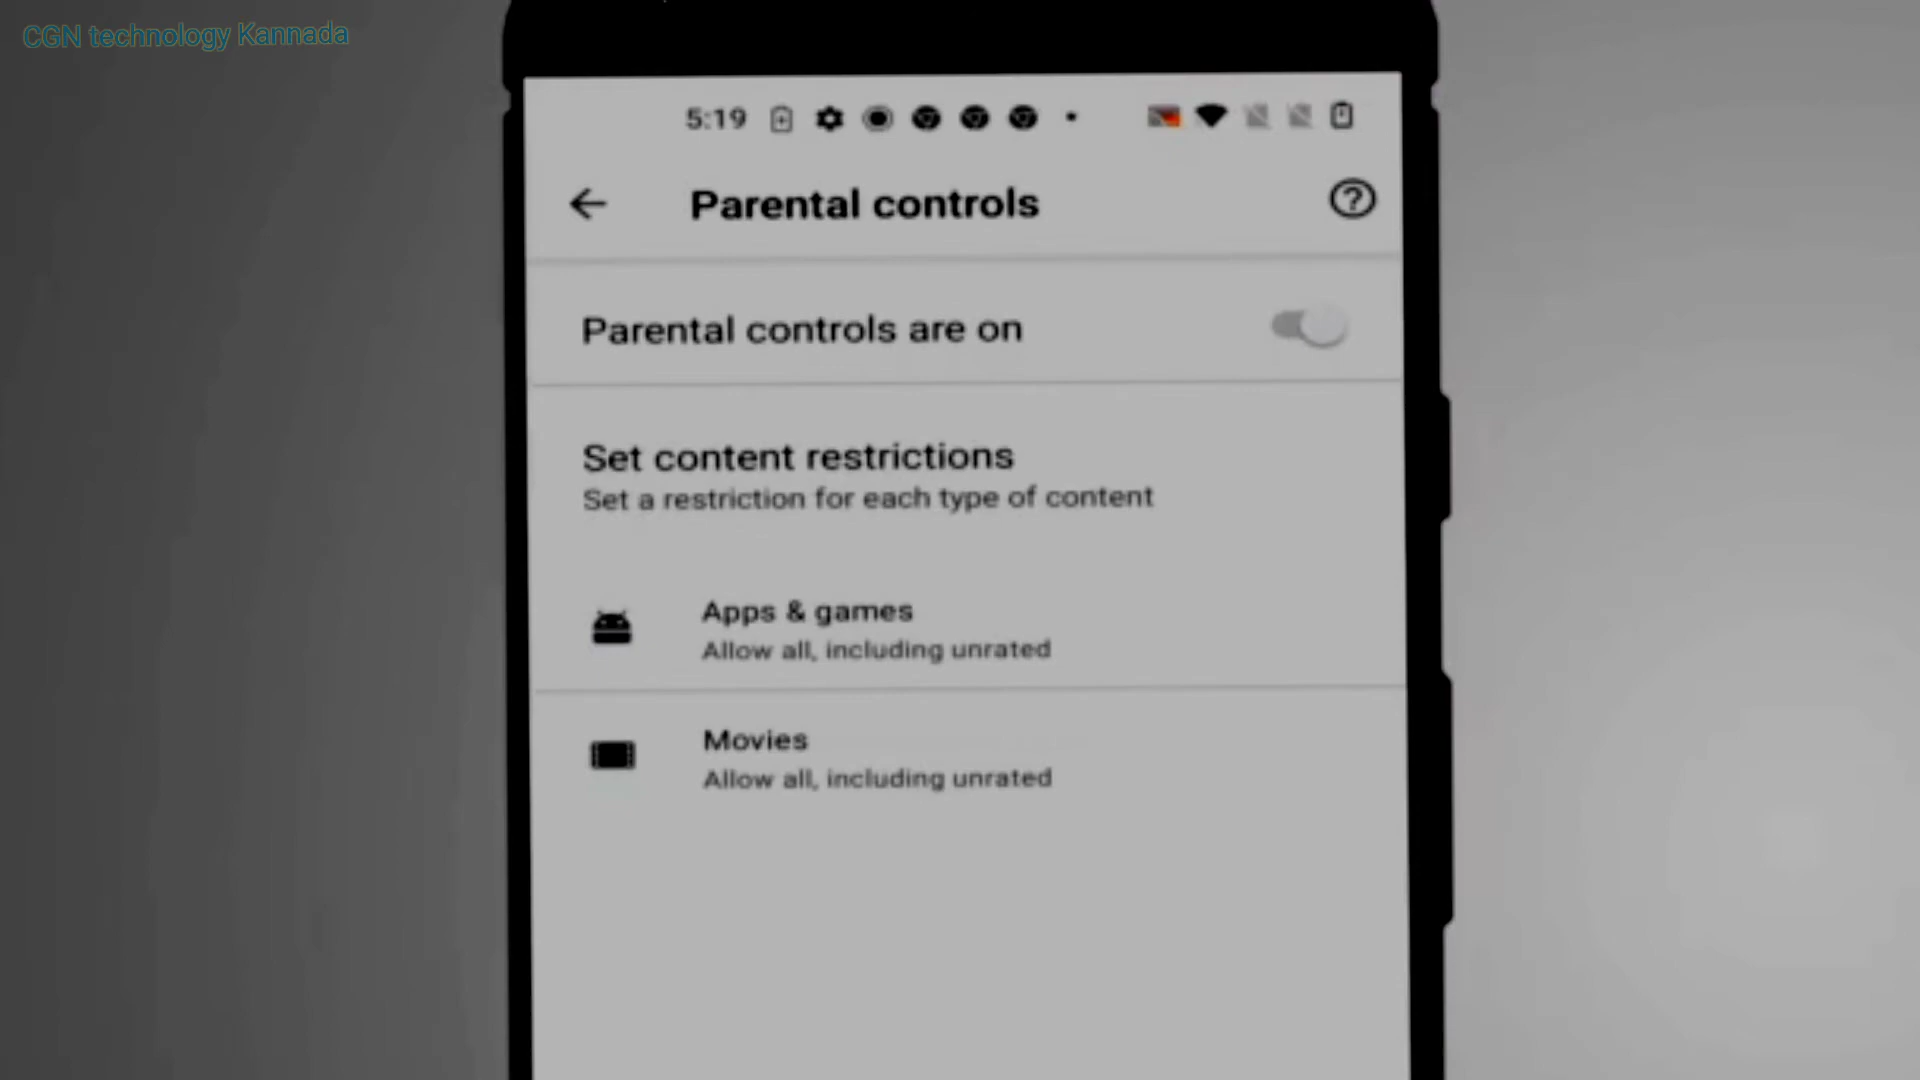 CGN technology Kannada
5:19
Parental controls
Parental controls are on
Set content restrictions
Set a restriction for each type of content
Apps & games
Allow all, including unrated
Movies
Allow all, including unrated